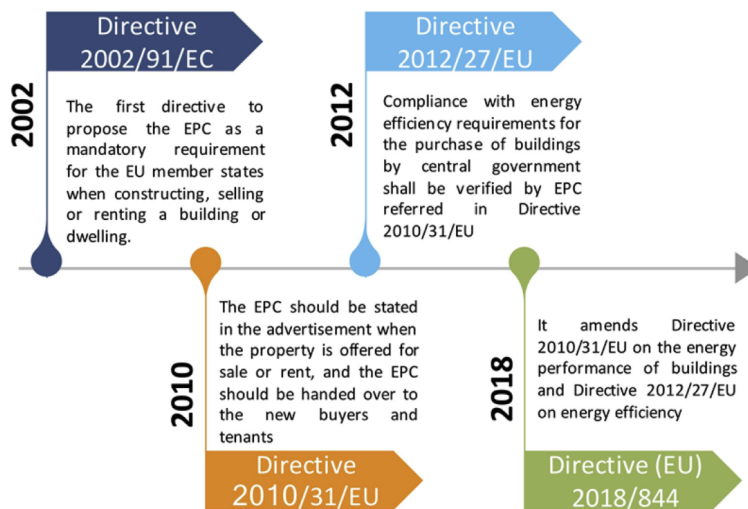 Directive
2002/91/EC
2002
The first directive to
propose the EPC as a
mandatory requirement
for the EU member states
when constructing, selling
or renting a building or
dwelling.
Directive
2012/27/EU
2012
Compliance with energy
efficiency requirements for
the purchase of buildings
by central government
shall be verified by EPC
referred in Directive
2010/31/EU
2010
The EPC should be stated
in the advertisement when
the property is offered for
sale or rent, and the EPC
should be handed over to
the new buyers and
tenants
Directive
2010/31/EU
2018
It amends Directive
2010/31/EU on the energy
performance of buildings
and Directive 2012/27/EU
on energy efficiency
Directive (EU)
2018/844